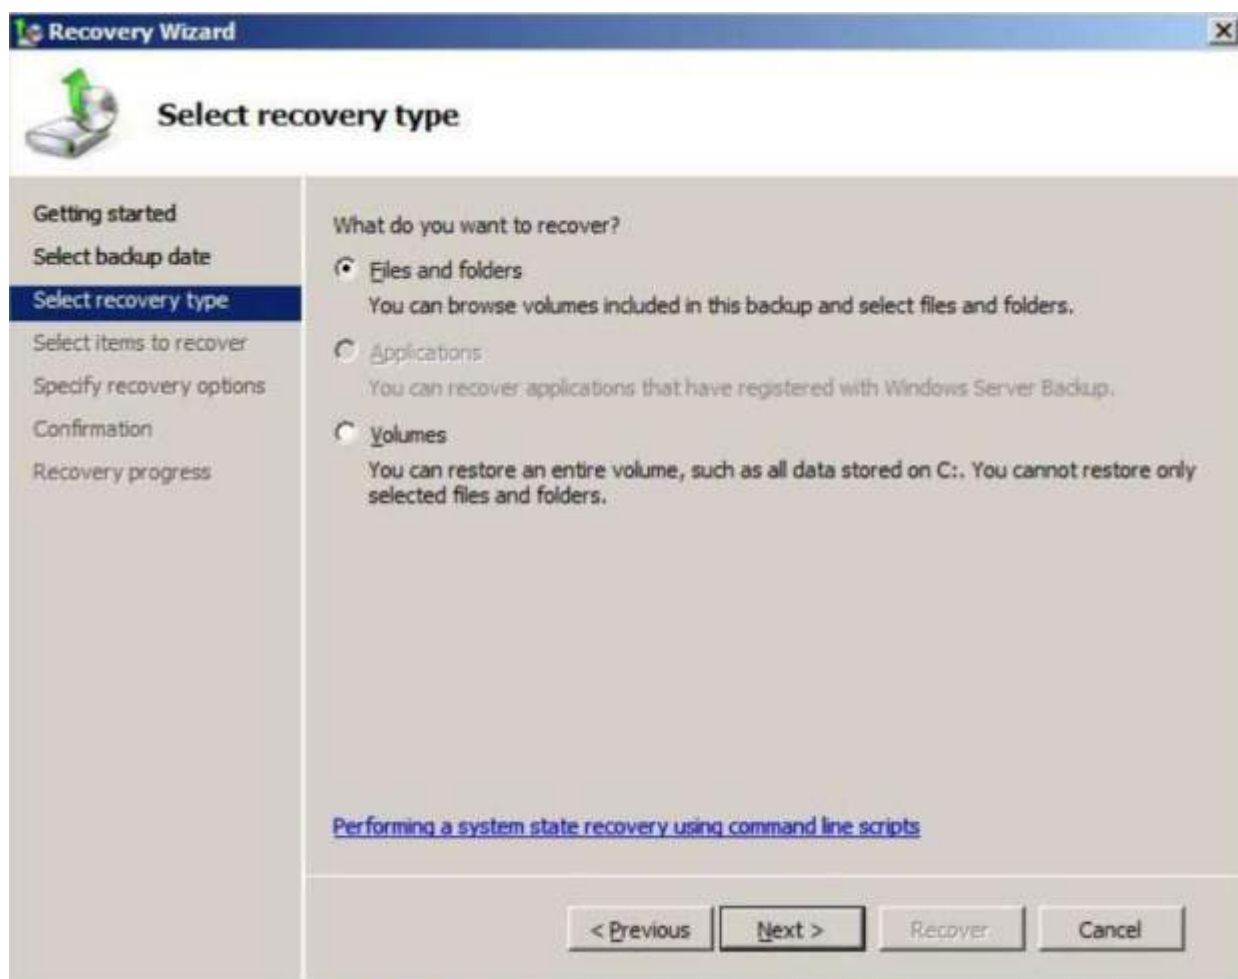 Recovery Wizard
Select recovery type
Getting started
Select backup date
Select recovery type
Select items to recover
Specify recovery options
Confirmation
Recovery progress
What do you want to recover?
Files and folders
You can browse volumes included in this backup and select files and folders.
Applications
You can recover applications that have registered with Windows Server Backup.
Volumes
You can restore an entire volume, such as all data stored on C:. You cannot restore only
selected files and folders.
Performing a system state recovery using command line scripts
< Previous
Next >
Recover
Cancel